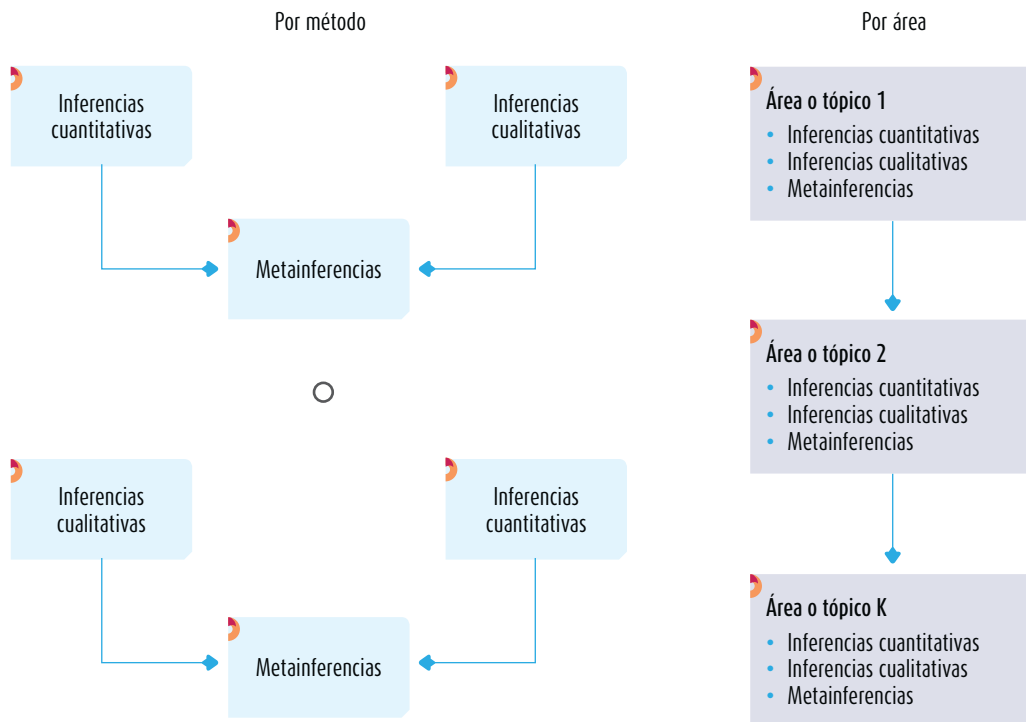 Por método
Inferencias
cuantitativas
Inferencias
cualitativas
Metainferencias
O
Inferencias
cualitativas
Inferencias
cuantitativas
Metainferencias
Por área
Área o tópico 1
• Inferencias cuantitativas
• Inferencias cualitativas
• Metainferencias
Área o tópico 2
• Inferencias cuantitativas
• Inferencias cualitativas
• Metainferencias
Área o tópico K
• Inferencias cuantitativas
• Inferencias cualitativas
• Metainferencias